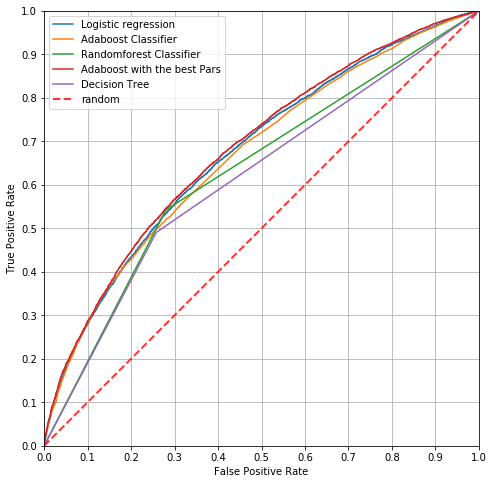 Logistic regression
Adaboost Classifier
Randomforest Classifier
Adaboost with the best Pars
Decision Tree
random
True Positive Rate
1.0
0.9
0.8
0.7
0.6
0.5
0.4
0.3
0.2
0.1
0.0
0.0 0.1 0.2 0.3 0.4 0.5 0.6 0.7 0.8 0.9 1.0
False Positive Rate